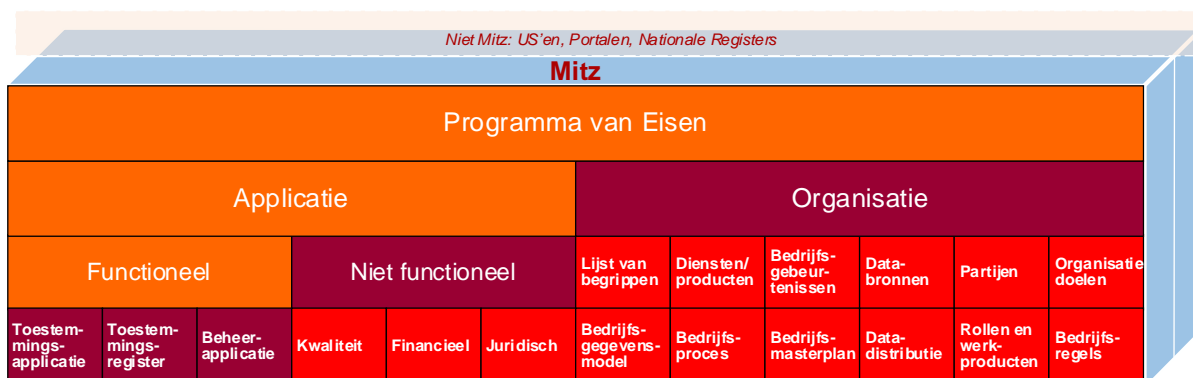 Niet Mitz: US'en, Portalen, Nationale Registers
Mitz
Programma van Eisen
Applicatie
Organisatie
Functioneel
Niet functioneel
Lijst van
begrippen
Diensten/
producten
Bedrijfs-
gebeur-
tenissen
Data-
bronnen
Partijen
Organisatie
doelen
Toestem-
mings-
applicatie
Toestem-
mings-
register
Beheer-
applicatie
Kwaliteit
Financieel
Juridisch
Bedrijfs-
gegevens-
model
Bedrijfs-
proces
Bedrijfs-
masterplan
Data-
distributie
Rollen en
werk-
producten
Bedrijfs-
regels